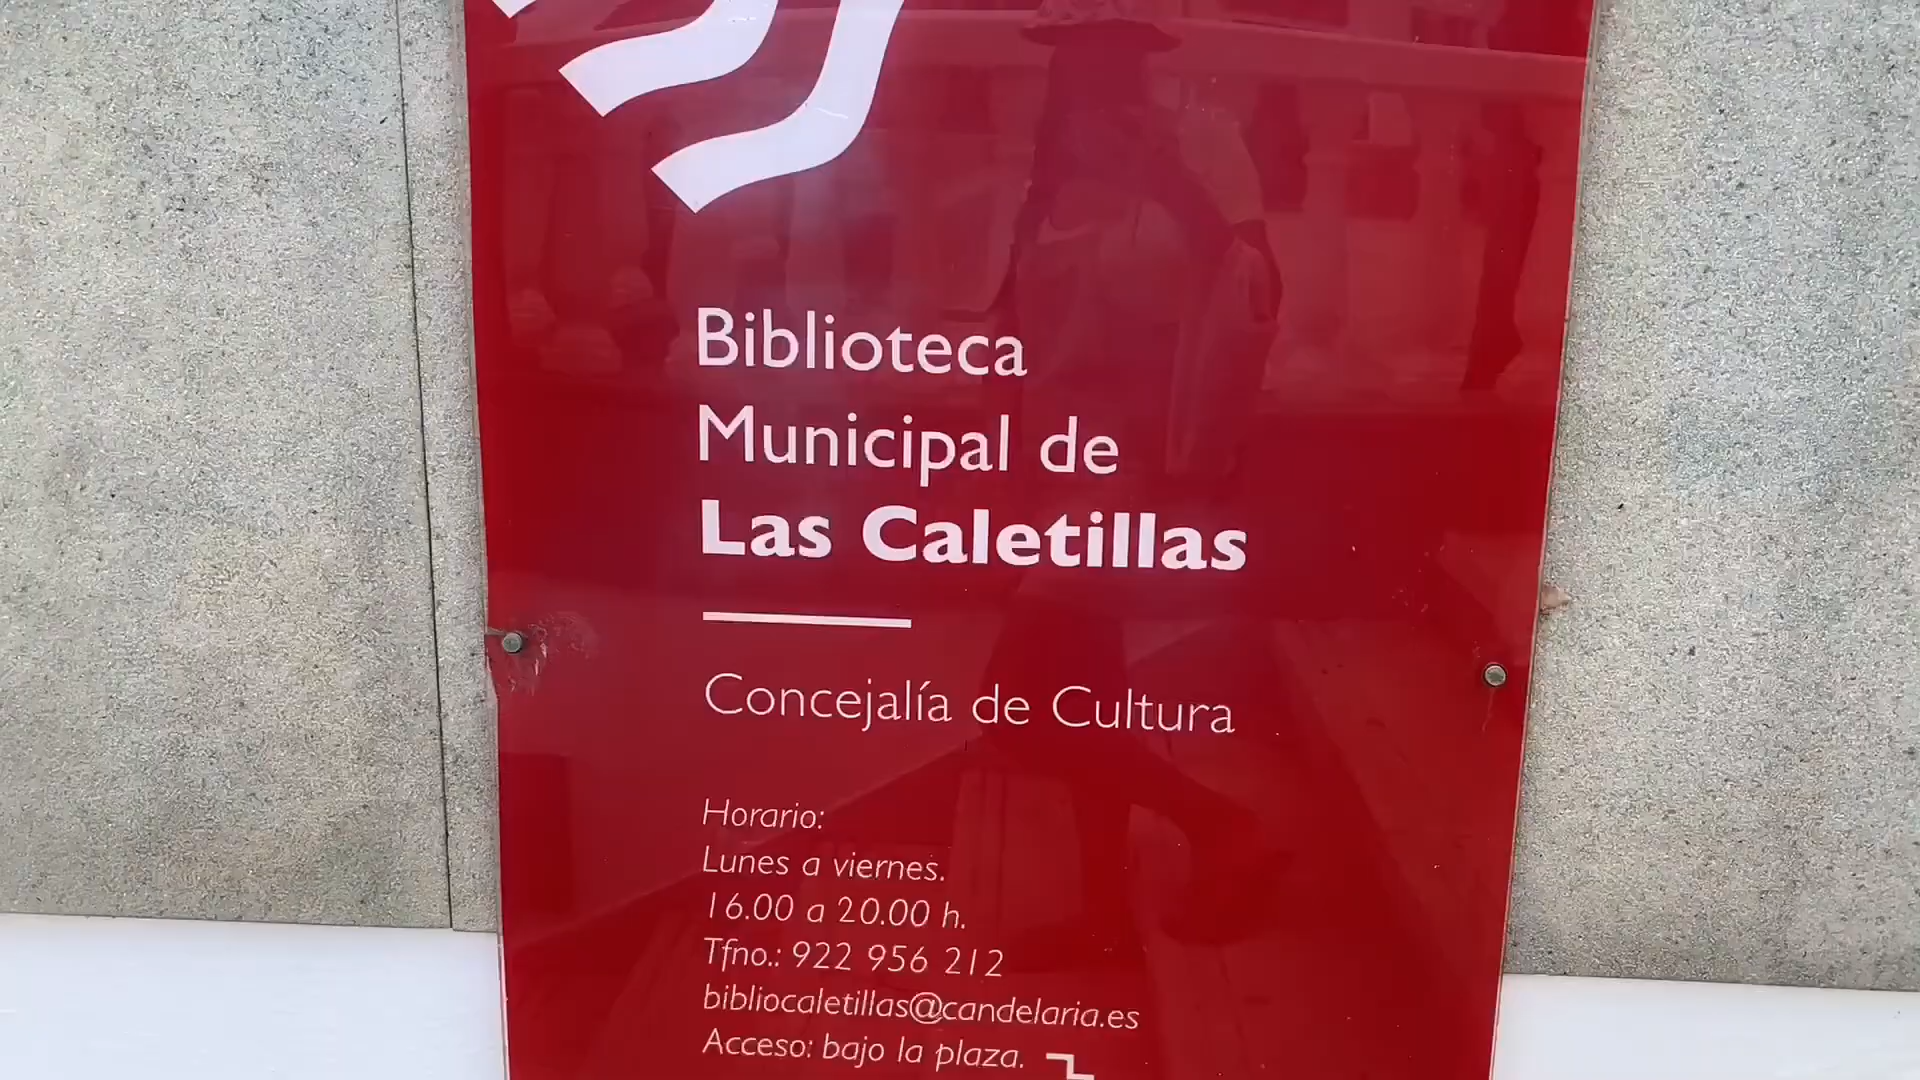 Biblioteca
Municipal de
Las Caletillas
Concejalía de Cultura
Horario:
Lunes a viernes.
16.00 a 20.00 h.
Tfno.: 922 956 212
bibliocaletillas@candelaria.es
Acceso: bajo la plaza.